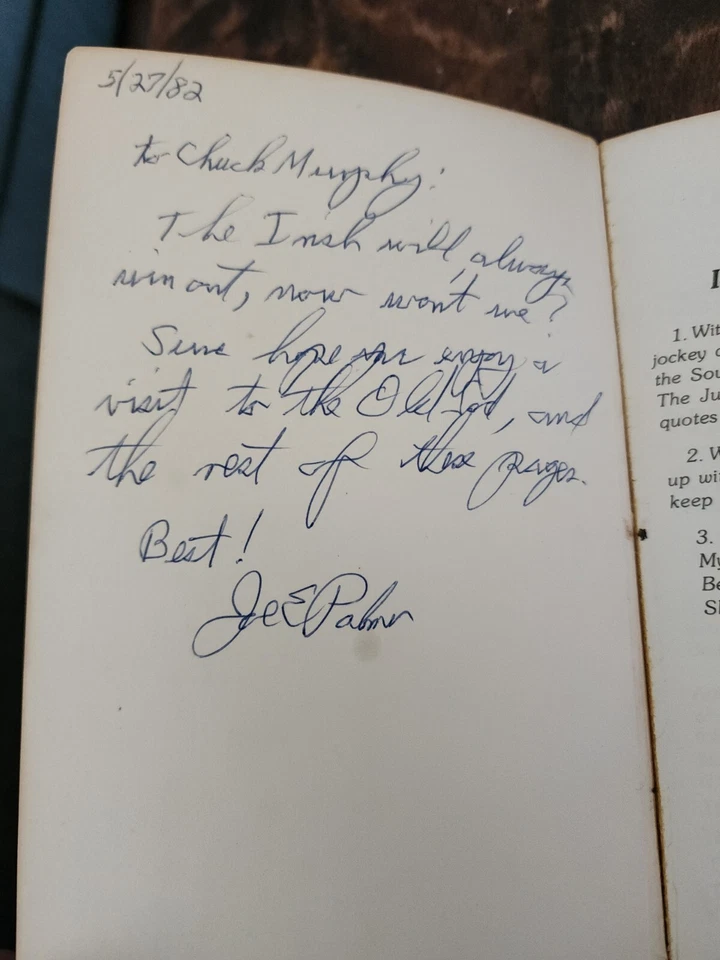 5/27/82
to Chuck Murphy:
The Irish will always
win out, now won't we?
Sure hope you enjoy a
visit to the Old Sod, and
the rest of these pages.
Best!
Joe E Palmer
1. Wit
jockey
the Sou
The Ju
quotes
2. W
up wi
keep
3.
My
Be
Sh